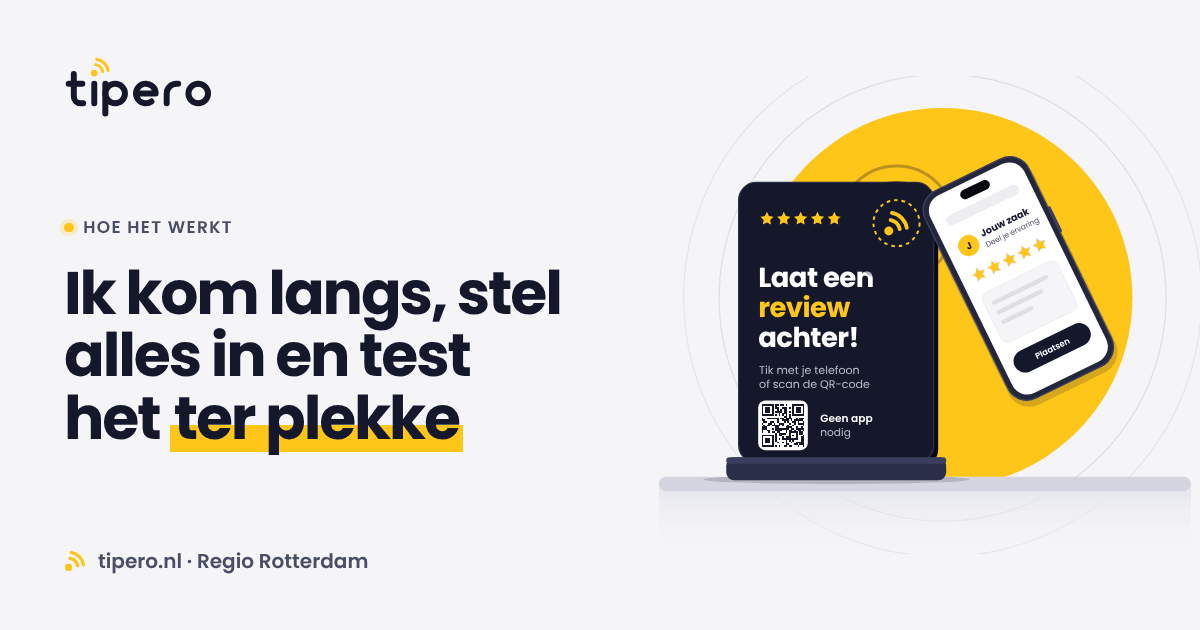 tipero
HOE HET WERKT
Ik kom langs, stel
alles in en test
het ter plekke
tipero.nl · Regio Rotterdam
Laat een
review
achter!
Tik met je telefoon
of scan de QR-code
Geen app
nodig
J
Jouw zaak
Deel je ervaring
Plaatsen